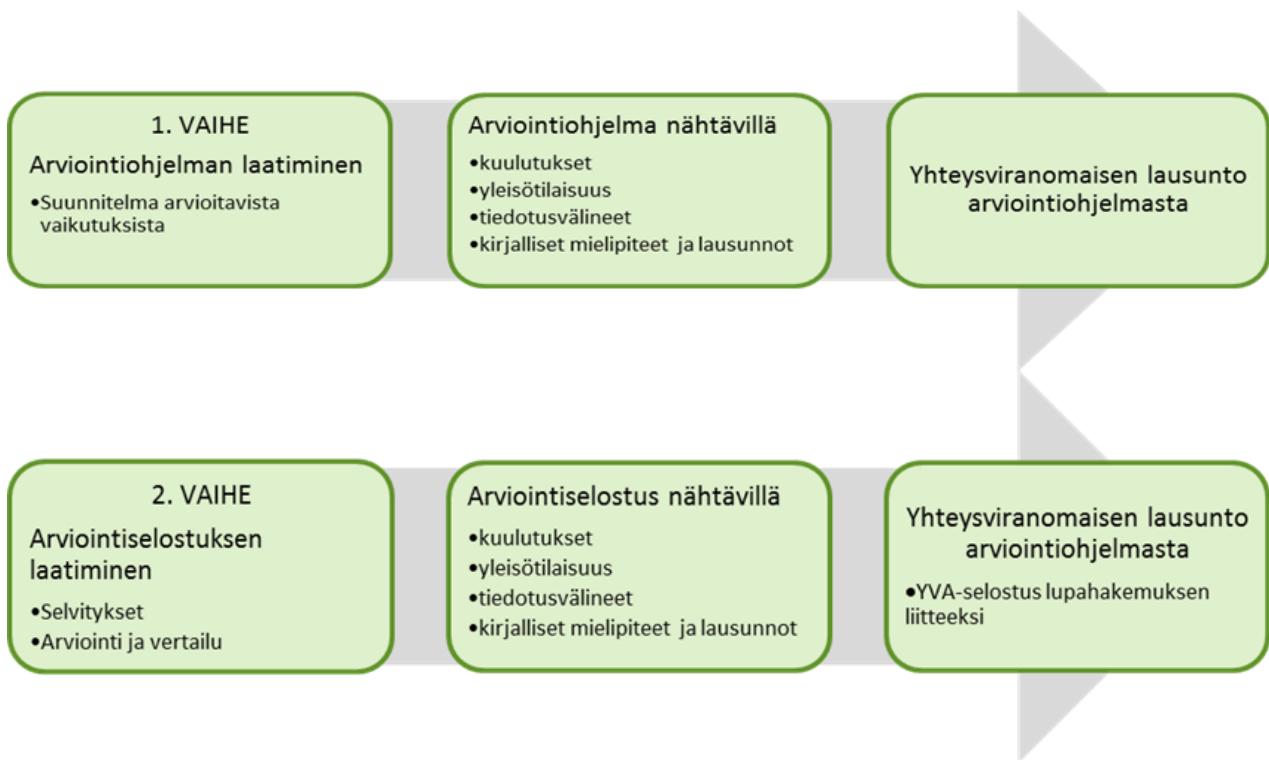 1. VAIHE
Arviointiohjelman laatiminen
•Suunnitelma arvioitavista
vaikutuksista
Arviointiohjelma nähtävillä
•kuulutukset
•yleisötilaisuus
•tiedotusvälineet
•kirjalliset mielipiteet ja lausunnot
Yhteysviranomaisen lausunto
arviointiohjelmasta
2. VAIHE
Arviointiselostuksen
laatiminen
•Selvitykset
•Arviointi ja vertailu
Arviointiselostus nähtävillä
•kuulutukset
•yleisötilaisuus
•tiedotusvälineet
•kirjalliset mielipiteet ja lausunnot
Yhteysviranomaisen lausunto
arviointiohjelmasta
•YVA-selostus lupahakemuksen
liitteeksi